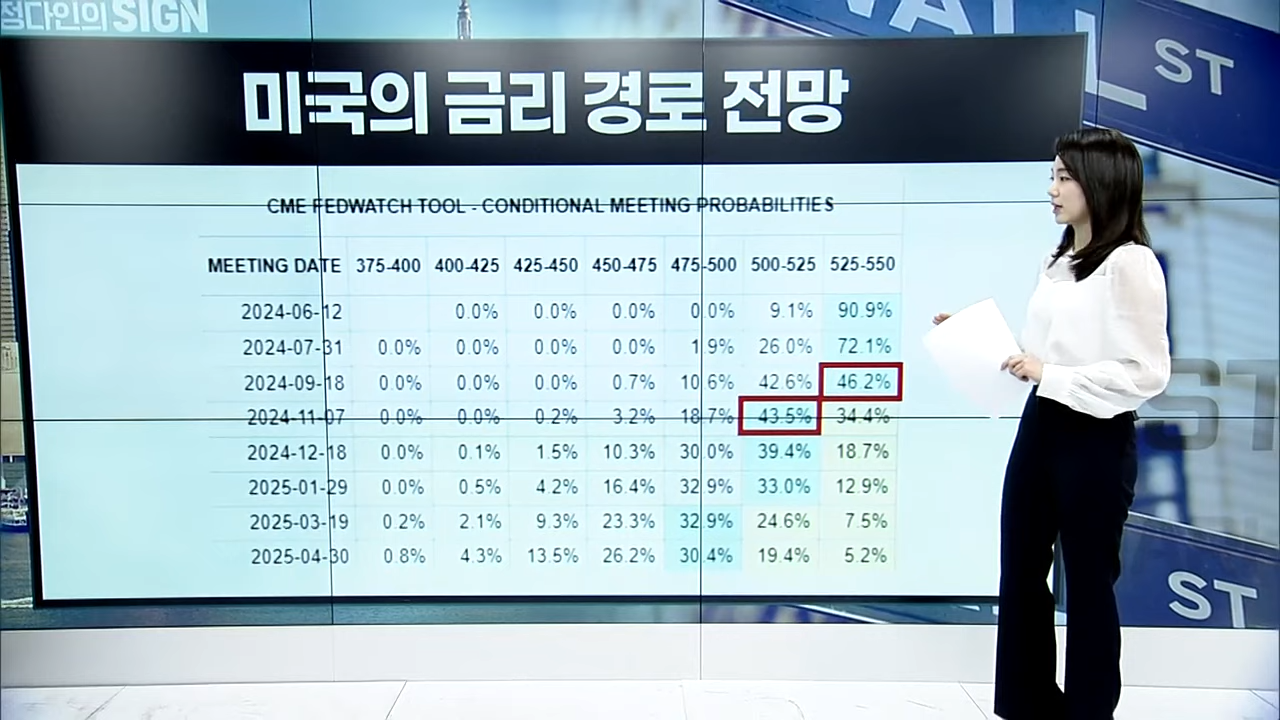 정다인의 SIGN
WALL ST
미국의 금리 경로 전망
CME FEDWATCH TOOL - CONDITIONAL MEETING PROBABILITIES
MEETING DATE 375-400 400-425 425-450 450-475 475-500 500-525 525-550
2024-06-12 0.0% 0.0% 0.0% 0.0% 9.1% 90.9%
2024-07-31 0.0% 0.0% 0.0% 0.0% 1.9% 26.0% 72.1%
2024-09-18 0.0% 0.0% 0.0% 0.7% 10.6% 42.6% 46.2%
2024-11-07 0.0% 0.0% 0.2% 3.2% 18.7% 43.5% 34.4%
2024-12-18 0.0% 0.1% 1.5% 10.3% 30.0% 39.4% 18.7%
2025-01-29 0.0% 0.5% 4.2% 16.4% 32.9% 33.0% 12.9%
2025-03-19 0.2% 2.1% 9.3% 23.3% 32.9% 24.6% 7.5%
2025-04-30 0.8% 4.3% 13.5% 26.2% 30.4% 19.4% 5.2%
ST
ST